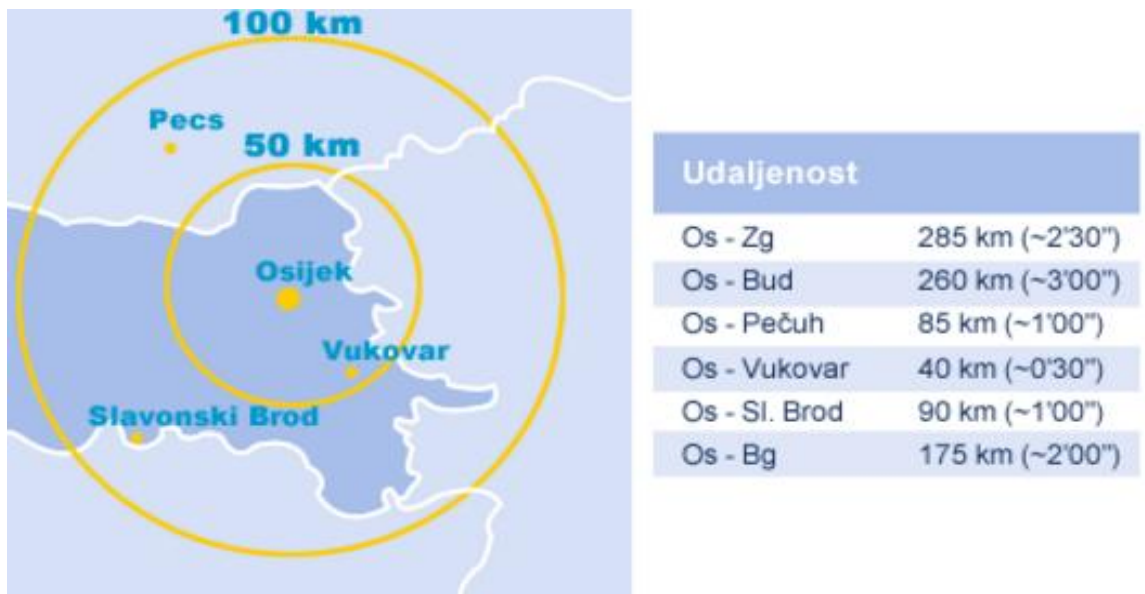 100 km
Pecs
50 km
Osijek
Vukovar
Slavonski Brod
Udaljenost
Os - Zg 285 km (~2'30")
Os - Bud 260 km (~3'00")
Os - Pečuh 85 km (~1'00")
Os - Vukovar 40 km (~0'30")
Os - Sl. Brod 90 km (~1'00")
Os - Bg 175 km (~2'00")